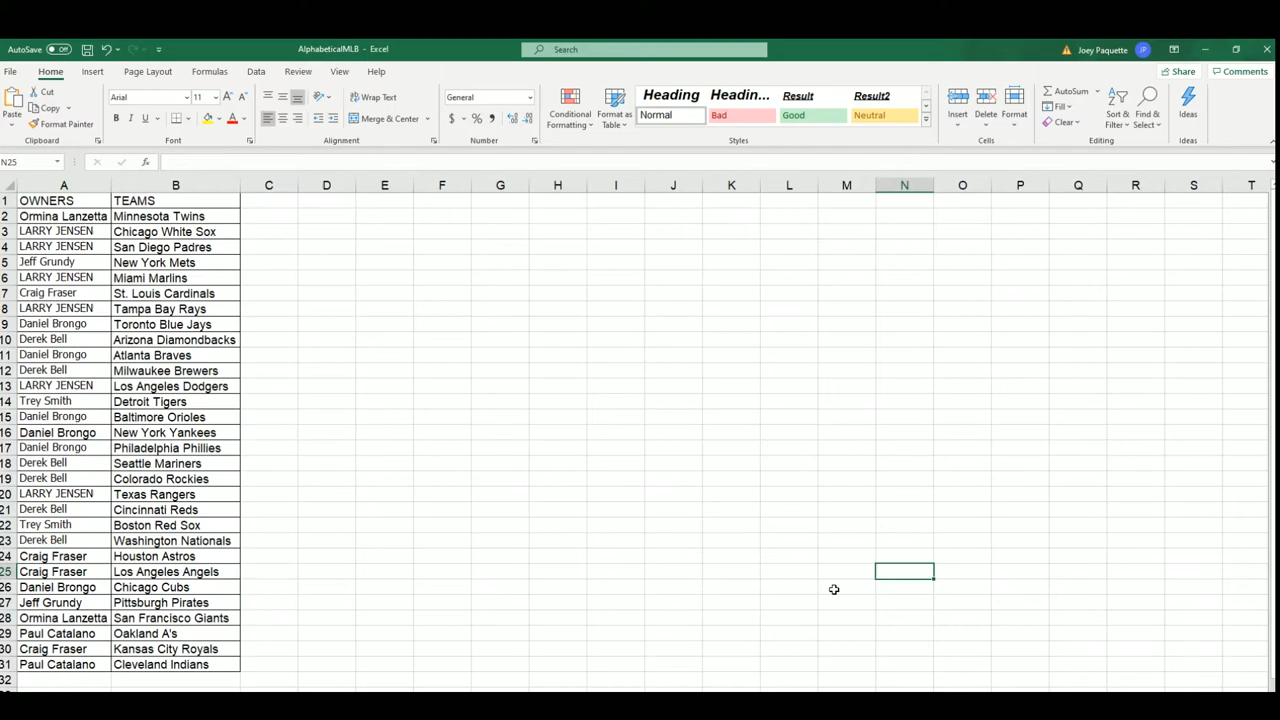 AutoSave Off AlphabeticalMLB - Excel Search Joey Paquette JP
File Home Insert Page Layout Formulas Data Review View Help Share Comments
Paste Cut Copy Format Painter Clipboard
Arial 11 B I U A Font
Wrap Text Merge & Center Alignment
General $ % Number
Conditional Formatting Format as Table
Heading Headin... Result Result2
Normal Bad Good Neutral Styles
Insert Delete Format Cells
AutoSum Fill Clear Sort & Filter Find & Select Editing
Ideas Ideas
N25 fx
A B C D E F G H I J K L M N O P Q R S T
1 OWNERS TEAMS
2 Ormina Lanzetta Minnesota Twins
3 LARRY JENSEN Chicago White Sox
4 LARRY JENSEN San Diego Padres
5 Jeff Grundy New York Mets
6 LARRY JENSEN Miami Marlins
7 Craig Fraser St. Louis Cardinals
8 LARRY JENSEN Tampa Bay Rays
9 Daniel Brongo Toronto Blue Jays
10 Derek Bell Arizona Diamondbacks
11 Daniel Brongo Atlanta Braves
12 Derek Bell Milwaukee Brewers
13 LARRY JENSEN Los Angeles Dodgers
14 Trey Smith Detroit Tigers
15 Daniel Brongo Baltimore Orioles
16 Daniel Brongo New York Yankees
17 Daniel Brongo Philadelphia Phillies
18 Derek Bell Seattle Mariners
19 Derek Bell Colorado Rockies
20 LARRY JENSEN Texas Rangers
21 Derek Bell Cincinnati Reds
22 Trey Smith Boston Red Sox
23 Derek Bell Washington Nationals
24 Craig Fraser Houston Astros
25 Craig Fraser Los Angeles Angels
26 Daniel Brongo Chicago Cubs
27 Jeff Grundy Pittsburgh Pirates
28 Ormina Lanzetta San Francisco Giants
29 Paul Catalano Oakland A's
30 Craig Fraser Kansas City Royals
31 Paul Catalano Cleveland Indians
32